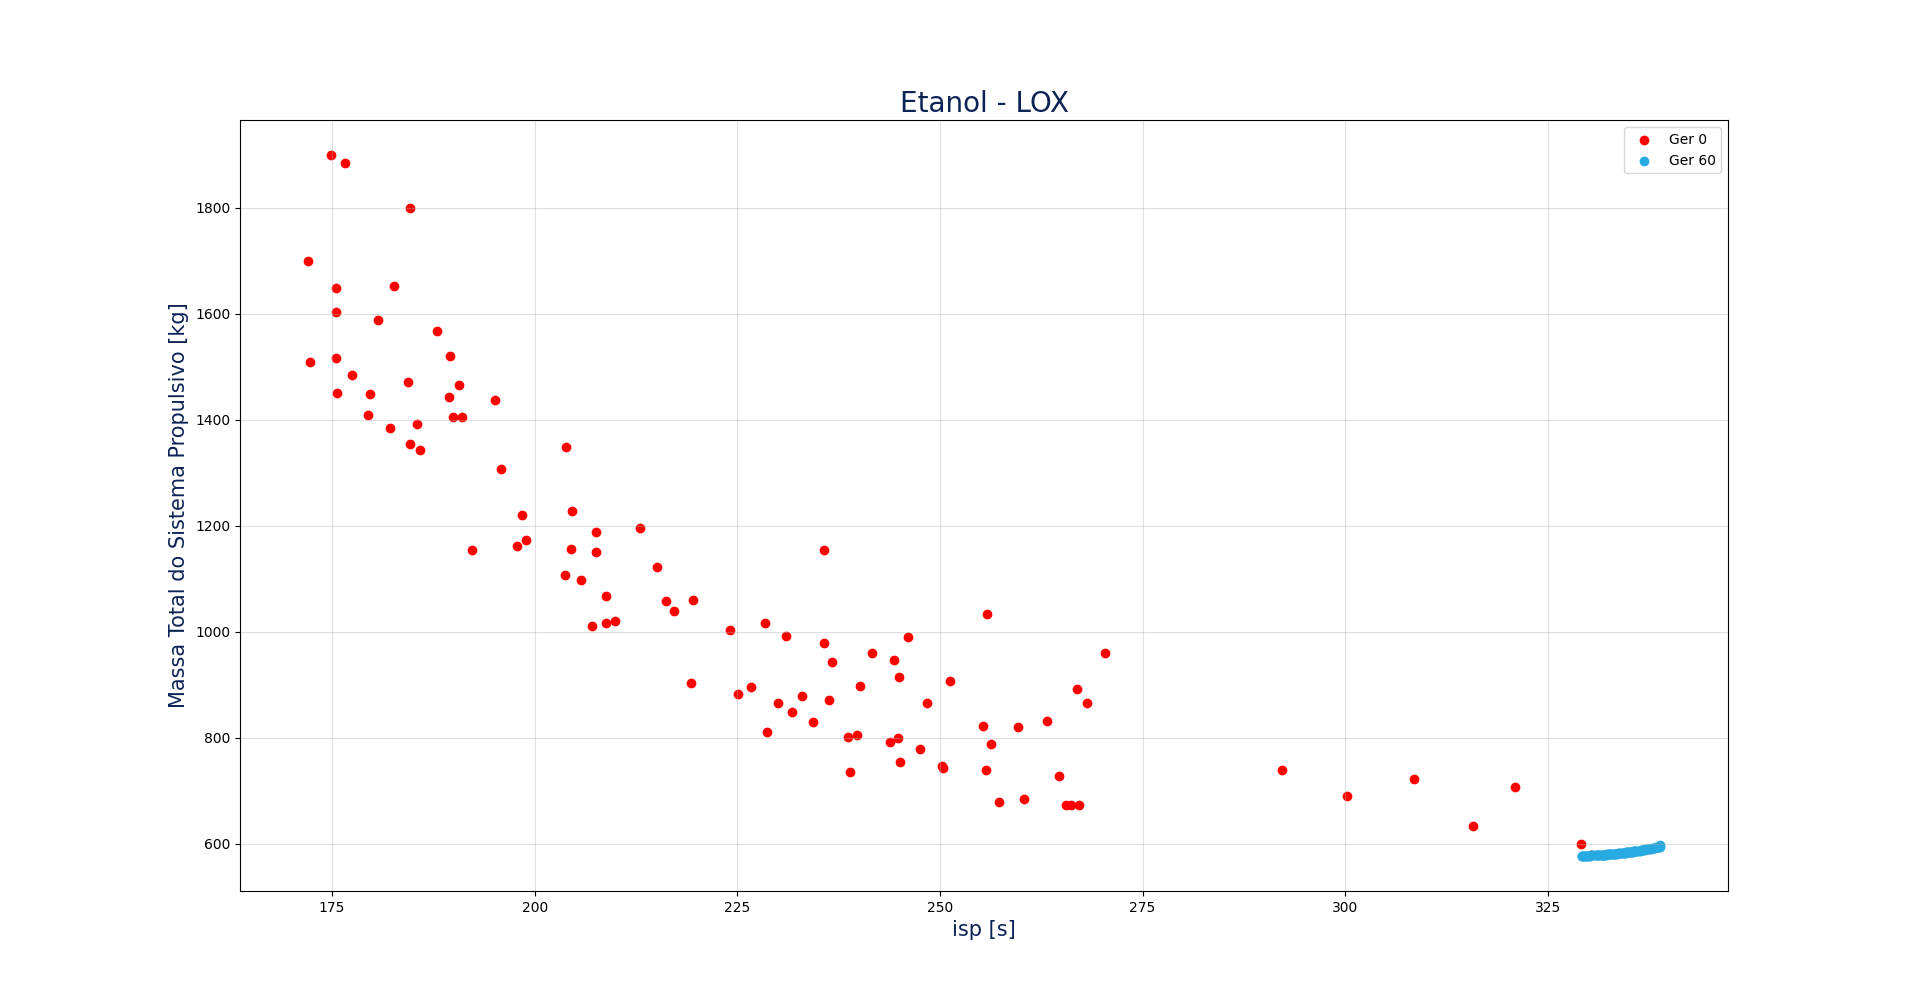 Etanol - LOX
Ger 0
Ger 60
Massa Total do Sistema Propulsivo [kg]
1800
1600
1400
1200
1000
800
600
175 200 225 250 275 300 325
isp [s]